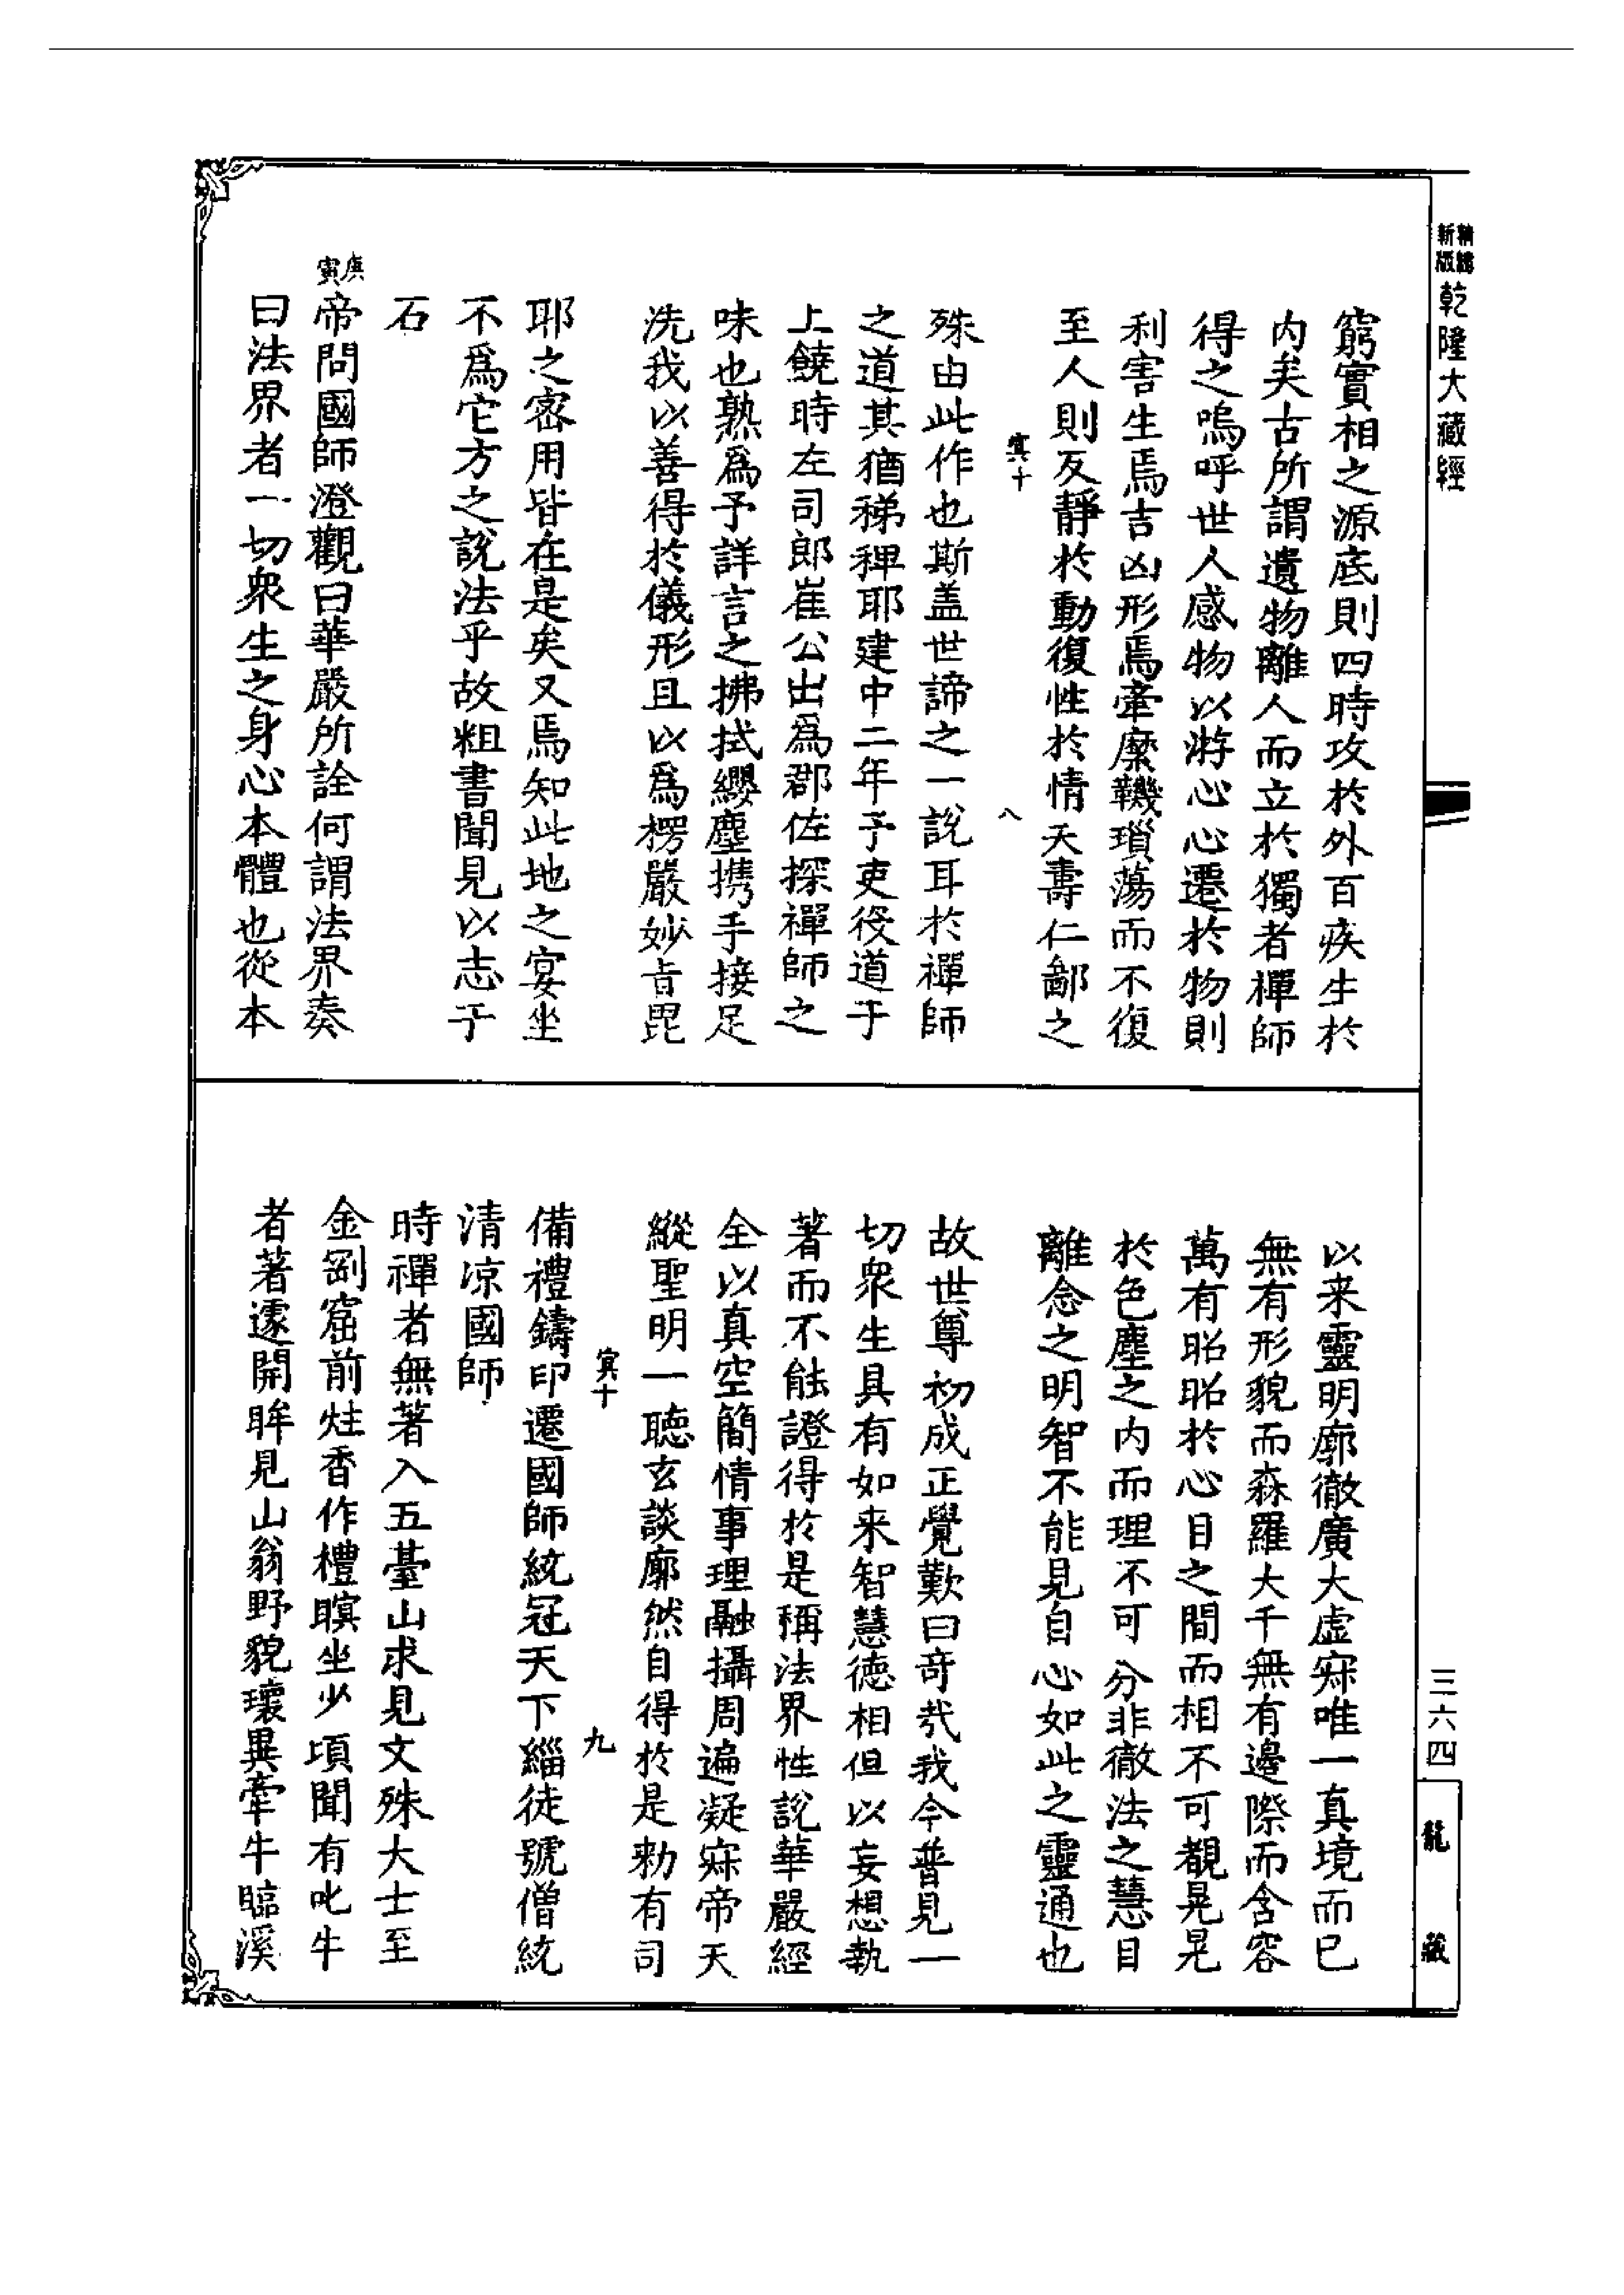 精緻
新版
乾隆大藏經
窮實相之源底則四時攻於外百疾生於
内矣古所謂遺物離人而立於獨者禪師
得之嗚呼世人感物以游心心遷於物則
利害生焉吉凶形焉牽縻鞿瑣蕩而不復
至人則反靜於動復性於情夭壽仁鄙之
㝠十
八
殊由此作也斯盖世諦之一說耳於禪師
之道其猶稊稗耶建中二年予吏役道于
上饒時左司郎崔公出爲郡佐探禪師之
味也熟爲予詳言之拂拭纓塵携手接足
洗我以善得於儀形且以爲楞嚴妙㫖毘
耶之宻用皆在是矣又焉知此地之宴坐
不爲它方之說法乎故粗書聞見以志于
石
庚寅
帝問國師澄觀曰華嚴所詮何謂法界奏
曰法界者一切衆生之身心本體也從本
以来靈明廓徹廣大虚寂唯一真境而已
無有形貌而森羅大千無有邊際而含容
萬有昭昭於心目之間而相不可覩晃晃
於色塵之内而理不可分非徹法之慧目
離念之明智不能見自心如此之靈通也
故世尊初成正覺歎曰奇哉我今普見一
切衆生具有如来智慧德相但以妄想執
著而不能證得於是稱法界性說華嚴經
全以真空簡情事理融攝周遍凝寂帝天
縱聖明一聽玄談廓然自得於是勅有司
㝠十
九
備禮鑄印遷國師統冠天下緇徒號僧統
清凉國師
時禪者無著入五臺山求見文殊大士至
金剛窟前炷香作禮瞑坐少頃聞有叱牛
者著遽開眸見山翁野貌瓌異牽牛臨溪
三六四
龍藏